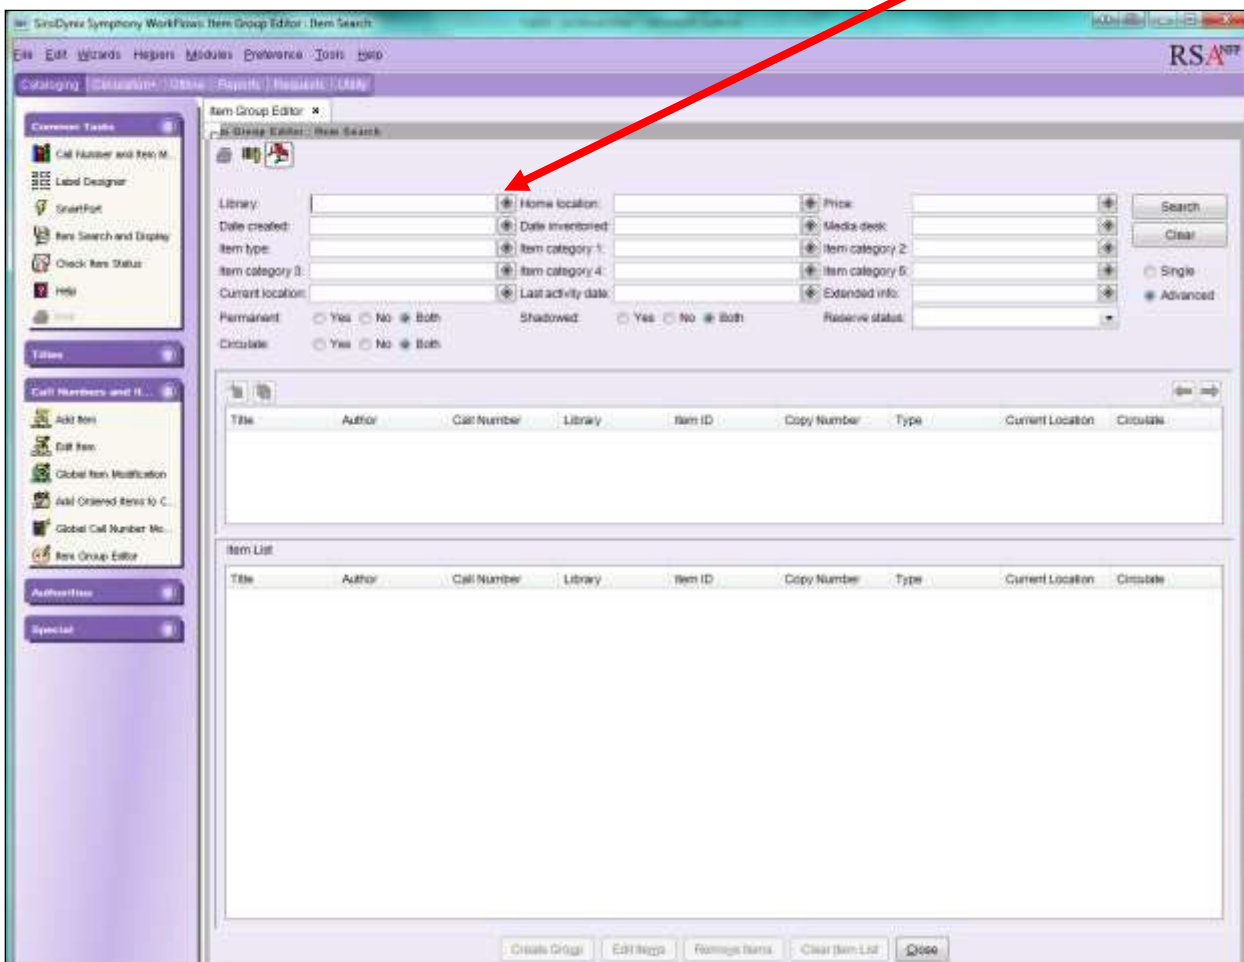 SirsiDynix Symphony WorkFlows: Item Group Editor : Item Search
File Edit Wizards Helpers Modules Preference Tools Help
RSA NFP
Cataloging Circulation+ Offline Reports Requests Utility
Item Group Editor ×
Group Editor : Item Search
Common Tasks
Call Number and Item M...
Label Designer
SmartPort
Item Search and Display
Check Item Status
Help
Titles
Call Numbers and It...
Add Item
Edit Item
Global Item Modification
Add Ordered Items to C...
Global Call Number Mo...
Item Group Editor
Authorities
Special
Library: Home location: Price: Search
Date created: Date inventoried: Media desk: Clear
Item type: Item category 1: Item category 2:
Item category 3: Item category 4: Item category 5: Single
Current location: Last activity date: Extended info: Advanced
Permanent: Yes No Both Shadowed: Yes No Both Reserve status:
Circulate: Yes No Both
Title Author Call Number Library Item ID Copy Number Type Current Location Circulate
Item List
Title Author Call Number Library Item ID Copy Number Type Current Location Circulate
Create Group Edit Items Remove Items Clear Item List Close